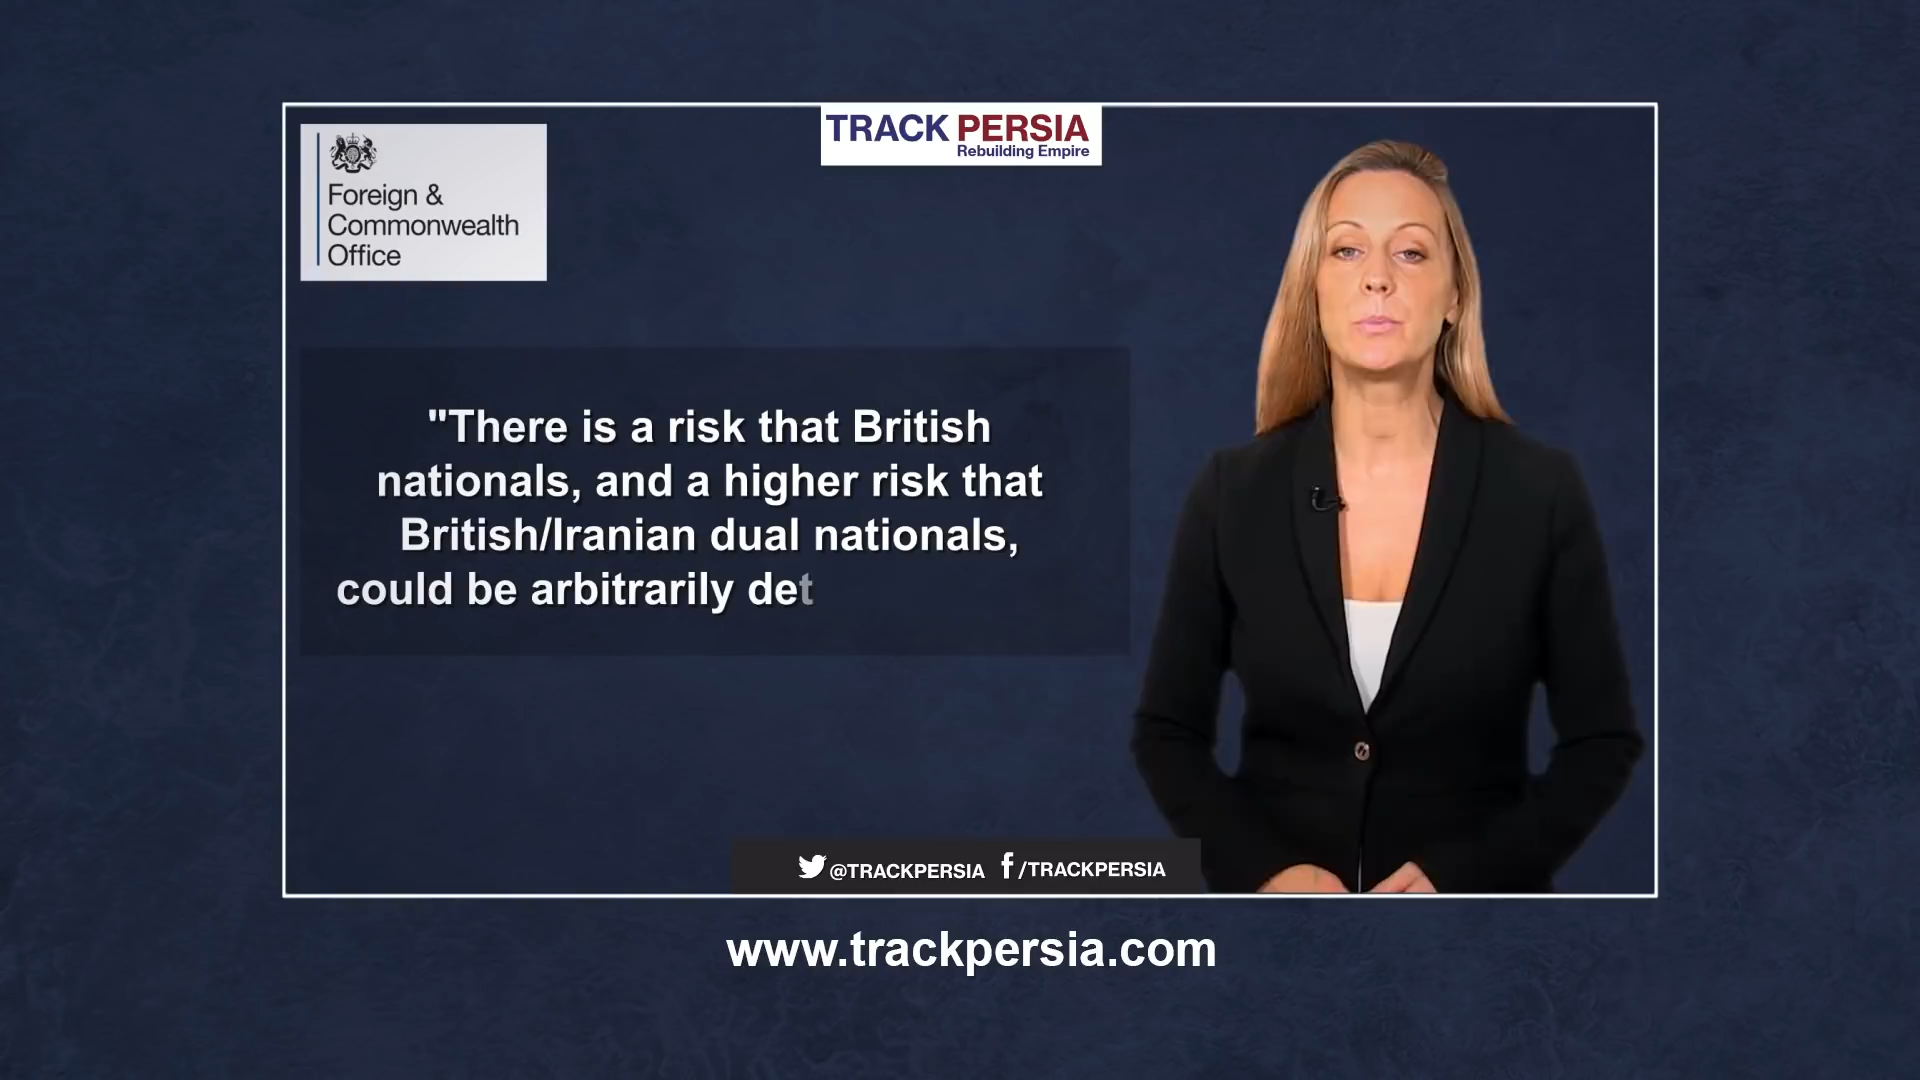 TRACK PERSIA
Rebuilding Empire
Foreign &
Commonwealth
Office
"There is a risk that British
nationals, and a higher risk that
British/Iranian dual nationals,
could be arbitrarily det
@TRACKPERSIA f/TRACKPERSIA
www.trackpersia.com